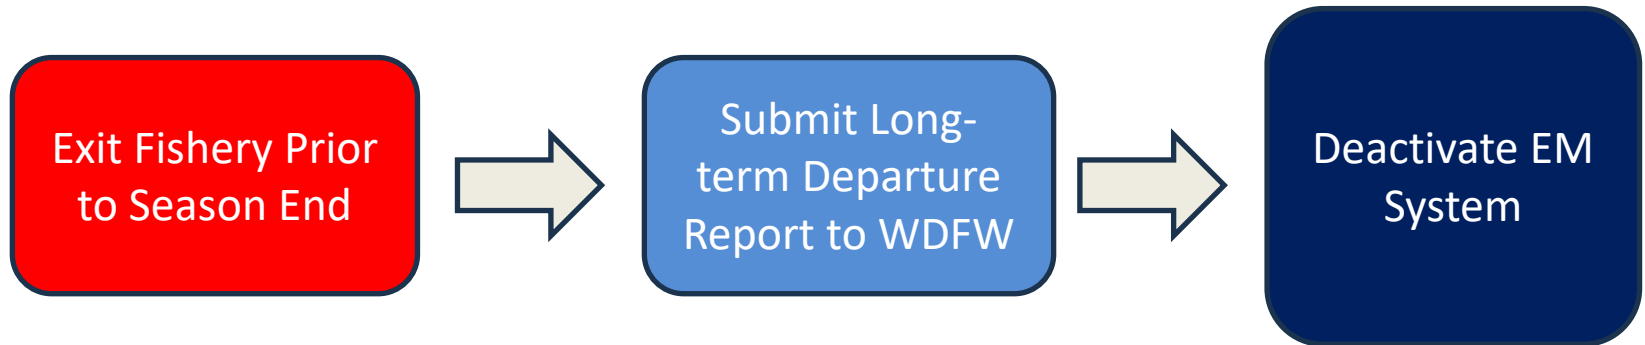 Exit Fishery Prior
to Season End
Submit Long-
term Departure
Report to WDFW
Deactivate EM
System